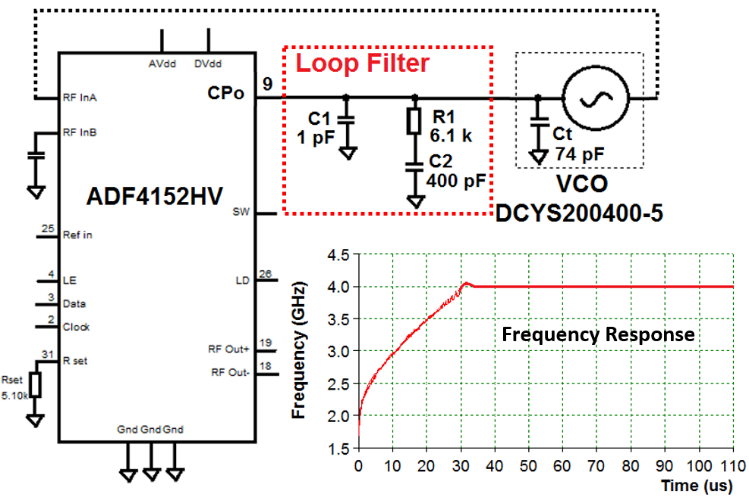 AVdd DVdd
RF InA
CPo 9
Loop Filter
C1
1 pF
R1
6.1 k
C2
400 pF
Ct
74 pF
VCO
DCYS200400-5
RF InB
ADF4152HV
SW
25 Ref in
4 LE
LD 26
3 Data
2 Clock
RF Out+ 19
31 R set
RF Out- 18
Rset
5.10k
Gnd Gnd Gnd
Frequency (GHz)
4.5
4.0
3.5
3.0
2.5
2.0
1.5
Frequency Response
0 10 20 30 40 50 60 70 80 90 100 110
Time (us)